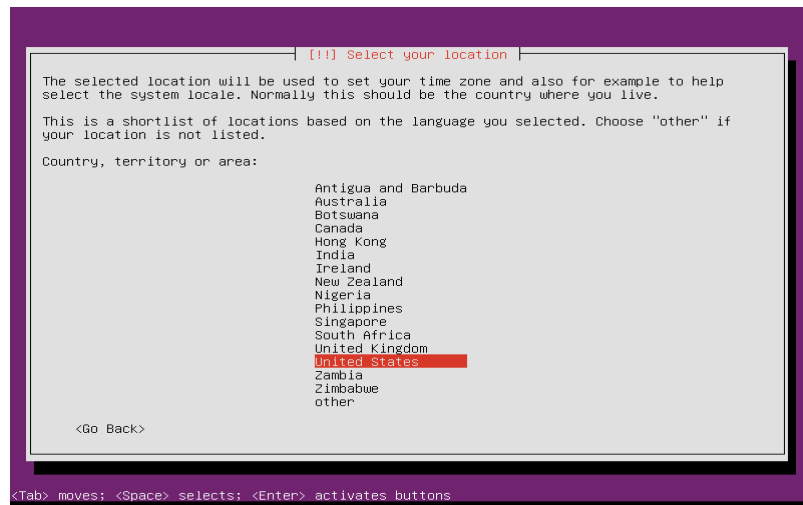 [!!] Select your location
The selected location will be used to set your time zone and also for example to help
select the system locale. Normally this should be the country where you live.
This is a shortlist of locations based on the language you selected. Choose "other" if
your location is not listed.
Country, territory or area:
Antigua and Barbuda
Australia
Botswana
Canada
Hong Kong
India
Ireland
New Zealand
Nigeria
Philippines
Singapore
South Africa
United Kingdom
United States
Zambia
Zimbabwe
other
<Go Back>
<Tab> moves; <Space> selects; <Enter> activates buttons